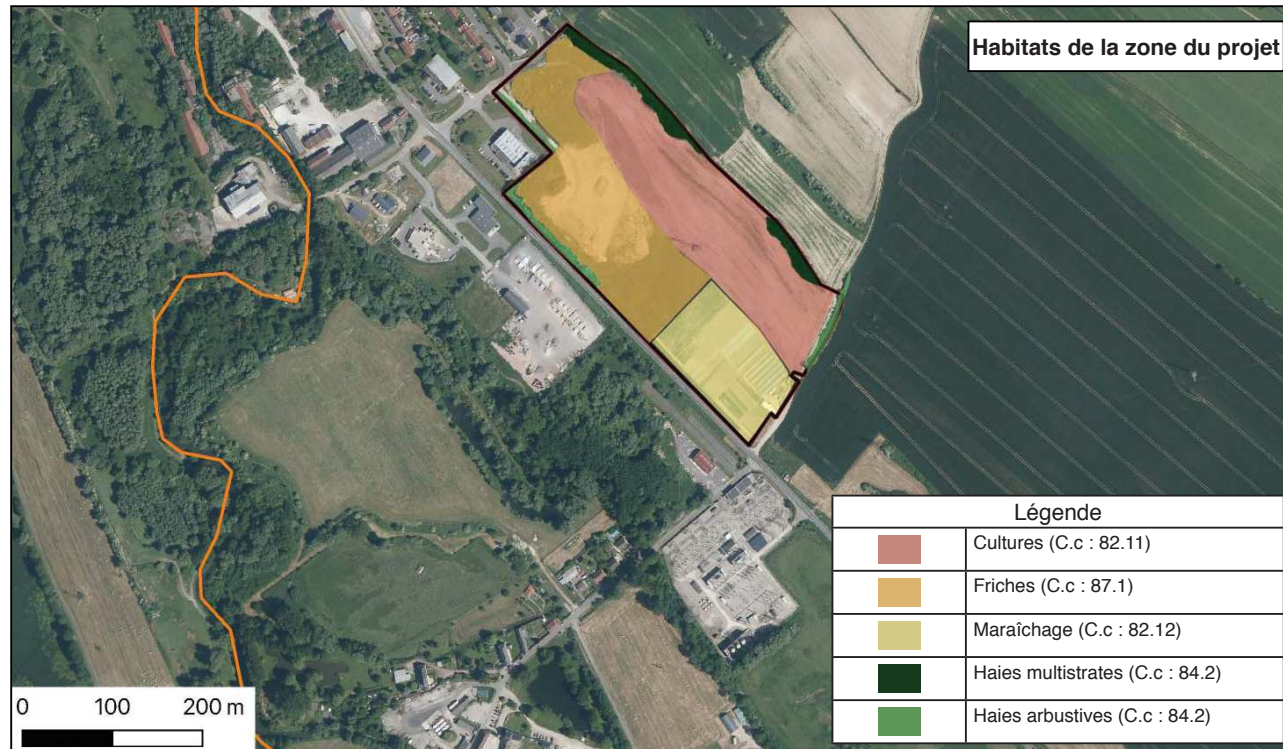 Habitats de la zone du projet
Légende
Cultures (C.c : 82.11)
Friches (C.c : 87.1)
Maraîchage (C.c : 82.12)
Haies multistrates (C.c : 84.2)
Haies arbustives (C.c : 84.2)
0 100 200 m